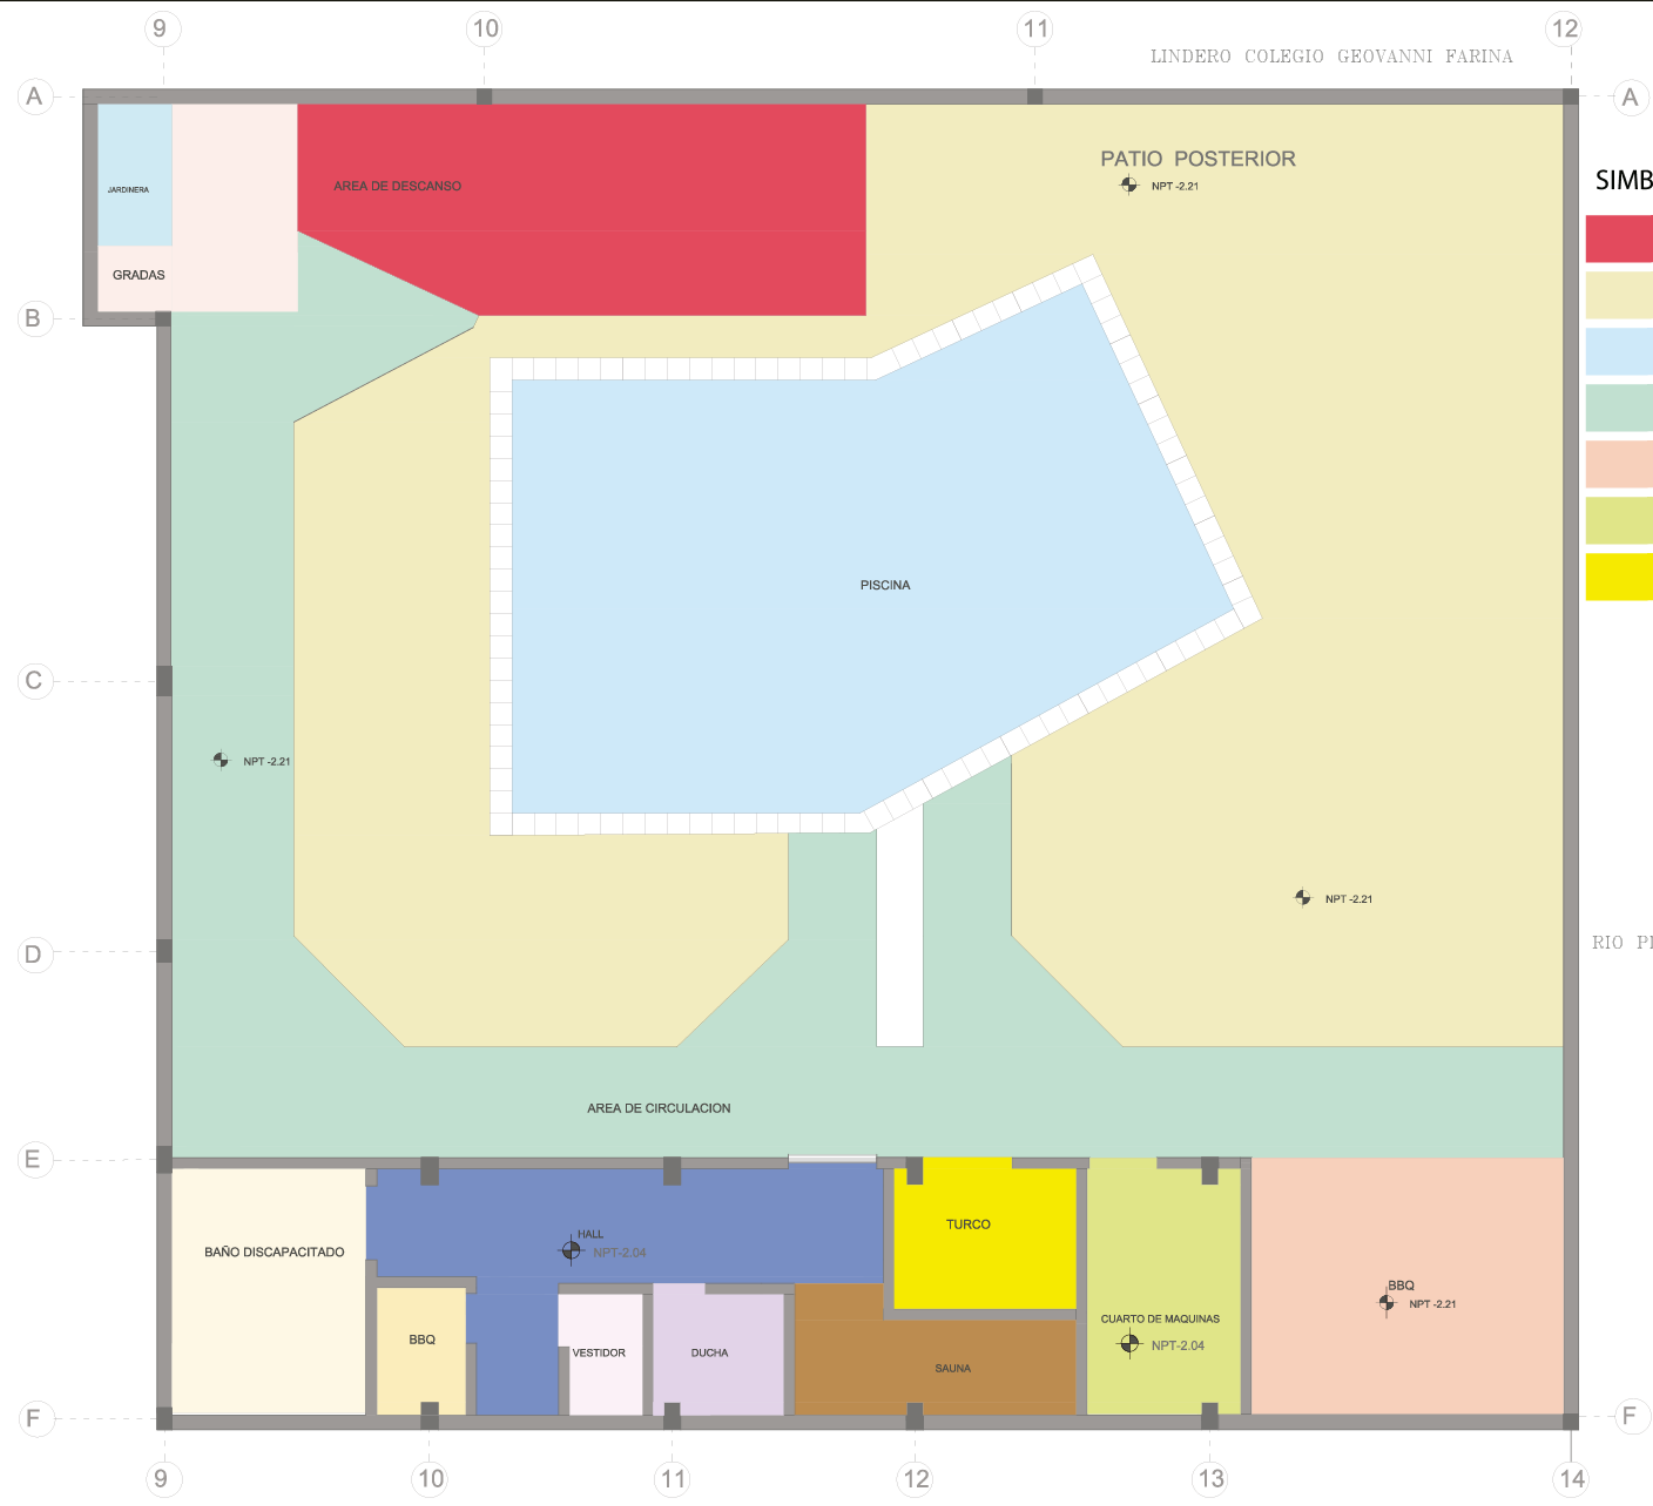 9 10 11 12
LINDERO COLEGIO GEOVANNI FARINA
A A
PATIO POSTERIOR
NPT -2.21
AREA DE DESCANSO
JARDINERA
SIMB
GRADAS
B
PISCINA
C
NPT -2.21
NPT -2.21
D
RIO
AREA DE CIRCULACION
E
TURCO
HALL
NPT-2.04
BAÑO DISCAPACITADO
BBQ
NPT -2.21
CUARTO DE MAQUINAS
NPT-2.04
BBQ
VESTIDOR
DUCHA
SAUNA
F F
9 10 11 12 13 14